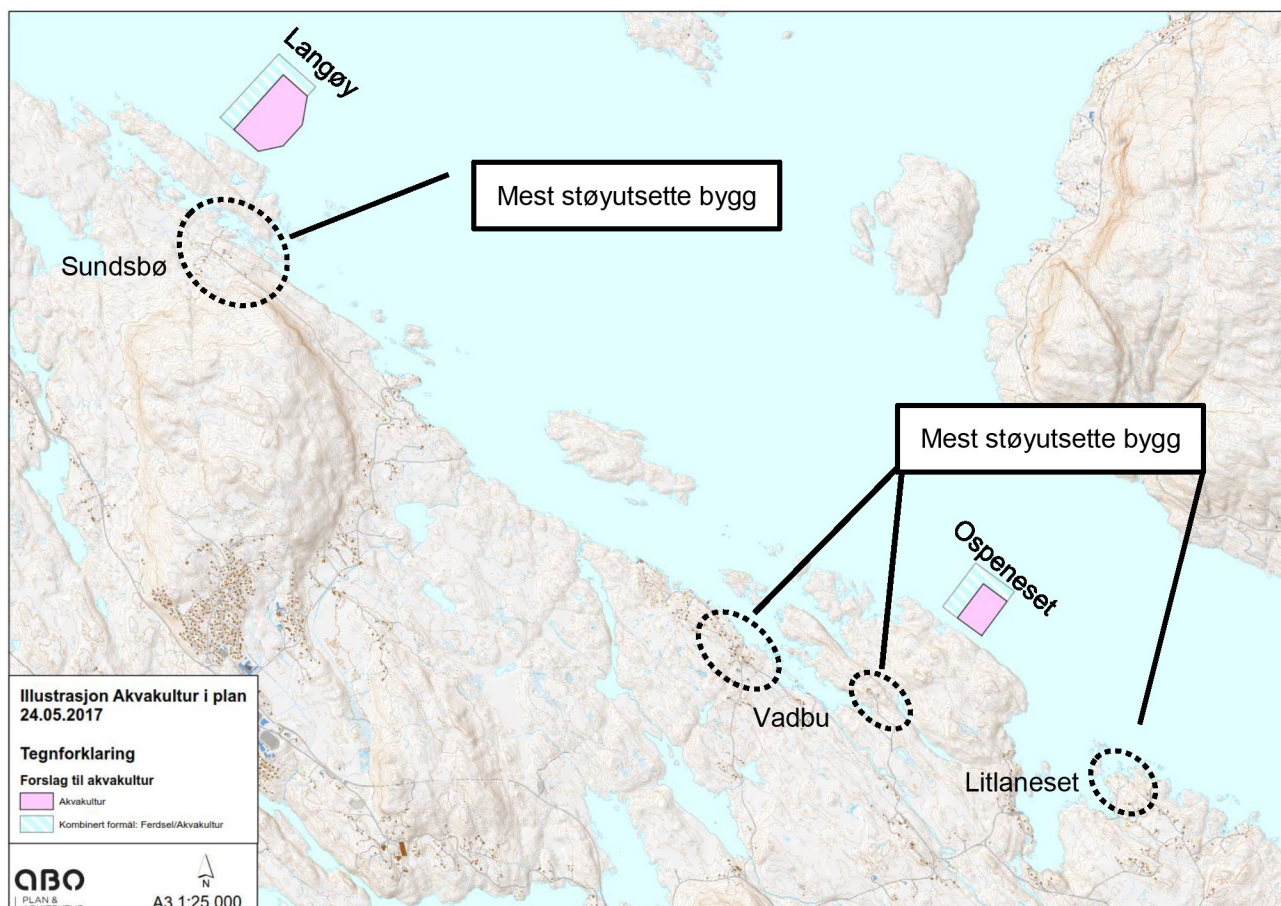 Langøy
Mest støyutsette bygg
Sundsbø
Mest støyutsette bygg
Ospeneset
Vadbu
Litlaneset
Illustrasjon Akvakultur i plan
24.05.2017
Tegnforklaring
Forslag til akvakultur
Akvakultur
Kombinert formål: Ferdsel/Akvakultur
ABO
PLAN &
N
A3 1:25 000